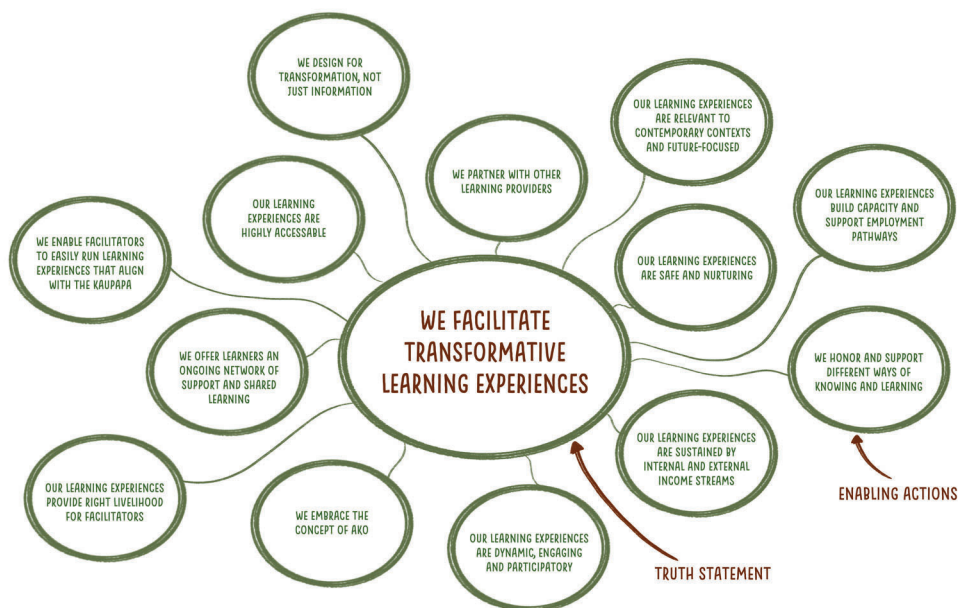 WE DESIGN FOR
TRANSFORMATION, NOT
JUST INFORMATION
OUR LEARNING EXPERIENCES
ARE RELEVANT TO
CONTEMPORARY CONTEXTS
AND FUTURE-FOCUSED
WE PARTNER WITH OTHER
LEARNING PROVIDERS
OUR LEARNING
EXPERIENCES ARE
HIGHLY ACCESSABLE
OUR LEARNING EXPERIENCES
BUILD CAPACITY AND
SUPPORT EMPLOYMENT
PATHWAYS
WE ENABLE FACILITATORS
TO EASILY RUN LEARNING
EXPERIENCES THAT ALIGN
WITH THE KAUPAPA
OUR LEARNING EXPERIENCES
ARE SAFE AND NURTURING
WE FACILITATE
TRANSFORMATIVE
LEARNING EXPERIENCES
WE OFFER LEARNERS AN
ONGOING NETWORK OF
SUPPORT AND SHARED
LEARNING
WE HONOR AND SUPPORT
DIFFERENT WAYS OF
KNOWING AND LEARNING
OUR LEARNING EXPERIENCES
ARE SUSTAINED BY
INTERNAL AND EXTERNAL
INCOME STREAMS
OUR LEARNING EXPERIENCES
PROVIDE RIGHT LIVELIHOOD
FOR FACILITATORS
WE EMBRACE THE
CONCEPT OF AKO
OUR LEARNING EXPERIENCES
ARE DYNAMIC, ENGAGING
AND PARTICIPATORY
ENABLING ACTIONS
TRUTH STATEMENT